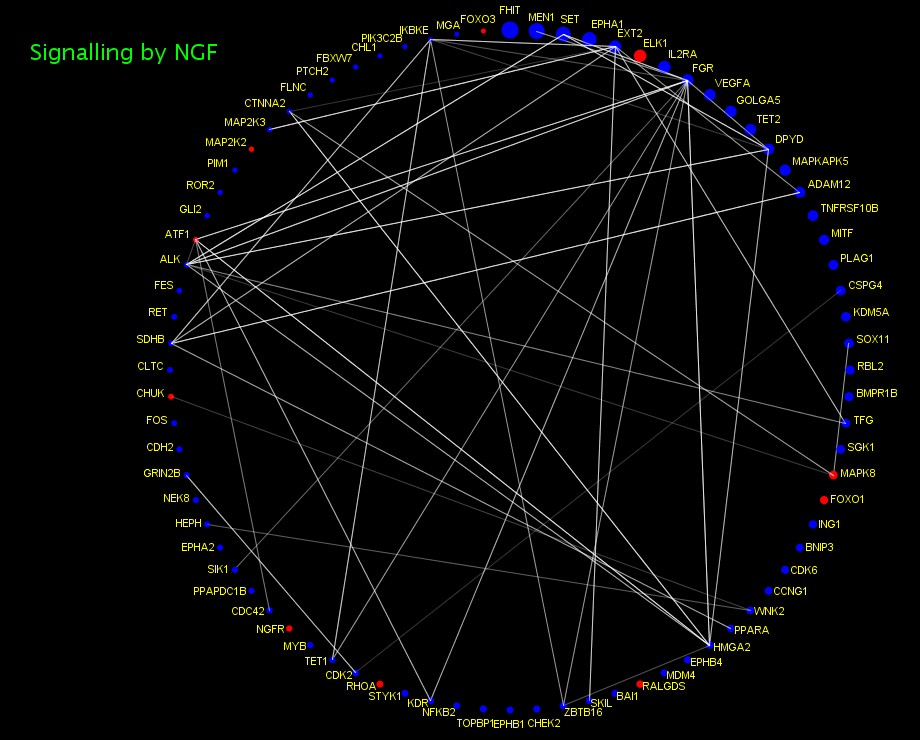 Signalling by NGF
FHIT
MEN1
SET
EPHA1
EXT2
ELK1
IL2RA
FGR
VEGFA
GOLGA5
TET2
DPYD
MAPKAPK5
ADAM12
TNFRSF10B
MITF
PLAG1
CSPG4
KDM5A
SOX11
RBL2
BMPR1B
TFG
SGK1
MAPK8
FOXO1
ING1
BNIP3
CDK6
CCNG1
WNK2
PPARA
HMGA2
EPHB4
MDM4
RALGDS
BAI1
SKIL
ZBTB16
CHEK2
EPHB1
TOPBP1
NFKB2
KDR
STYK1
RHOA
CDK2
TET1
MYB
NGFR
CDC42
PPAPDC1B
SIK1
EPHA2
HEPH
NEK8
GRIN2B
CDH2
FOS
CHUK
CLTC
SDHB
RET
FES
ALK
ATF1
GLI2
ROR2
PIM1
MAP2K2
MAP2K3
CTNNA2
FLNC
PTCH2
FBXW7
CHL1
PIK3C2B
IKBKE
MGA
FOXO3